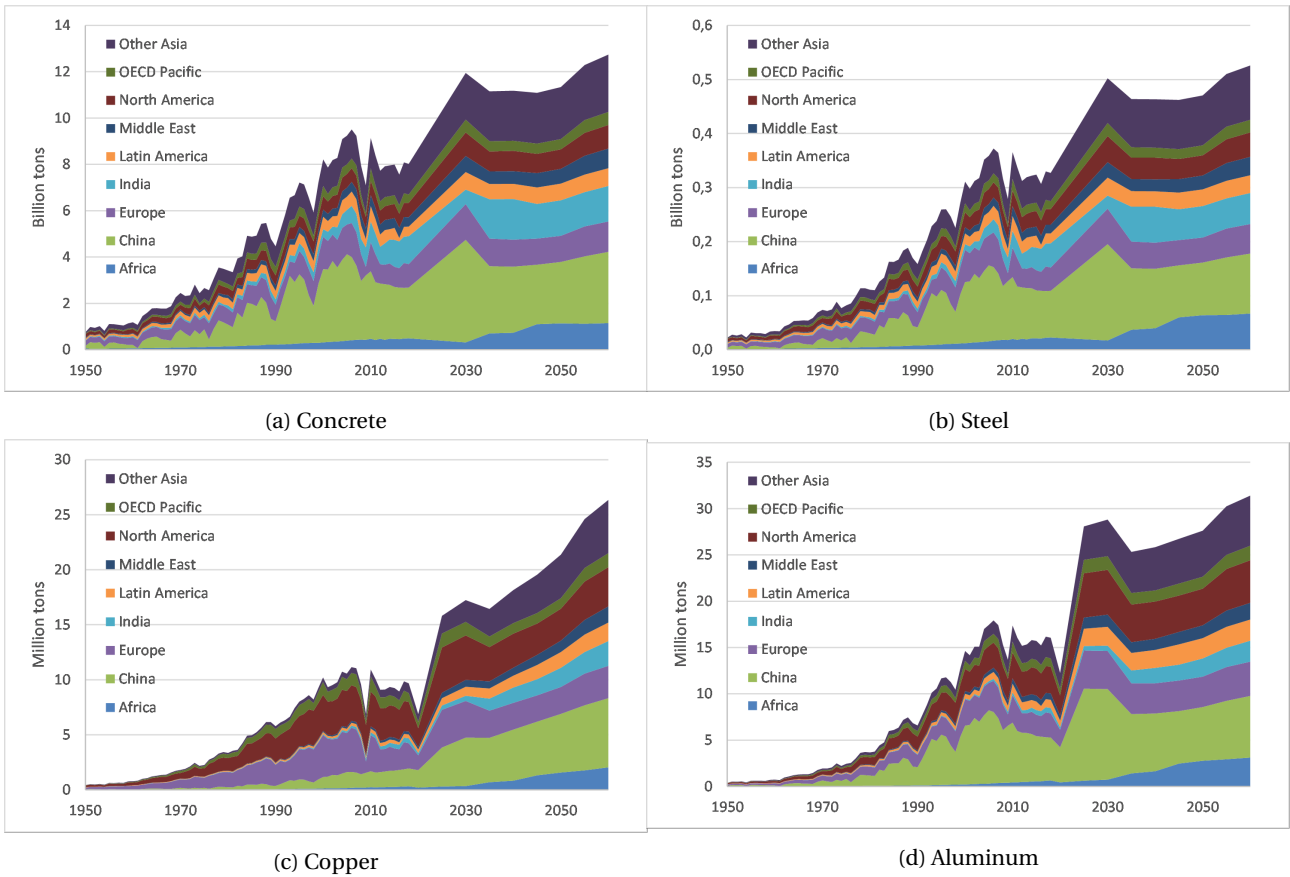 14
12
10
8
6
4
2
0
Billion tons
Other Asia
OECD Pacific
North America
Middle East
Latin America
India
Europe
China
Africa
1950 1970 1990 2010 2030 2050
(a) Concrete
0,6
0,5
0,4
0,3
0,2
0,1
0,0
Billion tons
Other Asia
OECD Pacific
North America
Middle East
Latin America
India
Europe
China
Africa
1950 1970 1990 2010 2030 2050
(b) Steel
30
25
20
15
10
5
0
Million tons
Other Asia
OECD Pacific
North America
Middle East
Latin America
India
Europe
China
Africa
1950 1970 1990 2010 2030 2050
(c) Copper
35
30
25
20
15
10
5
0
Million tons
Other Asia
OECD Pacific
North America
Middle East
Latin America
India
Europe
China
Africa
1950 1970 1990 2010 2030 2050
(d) Aluminum